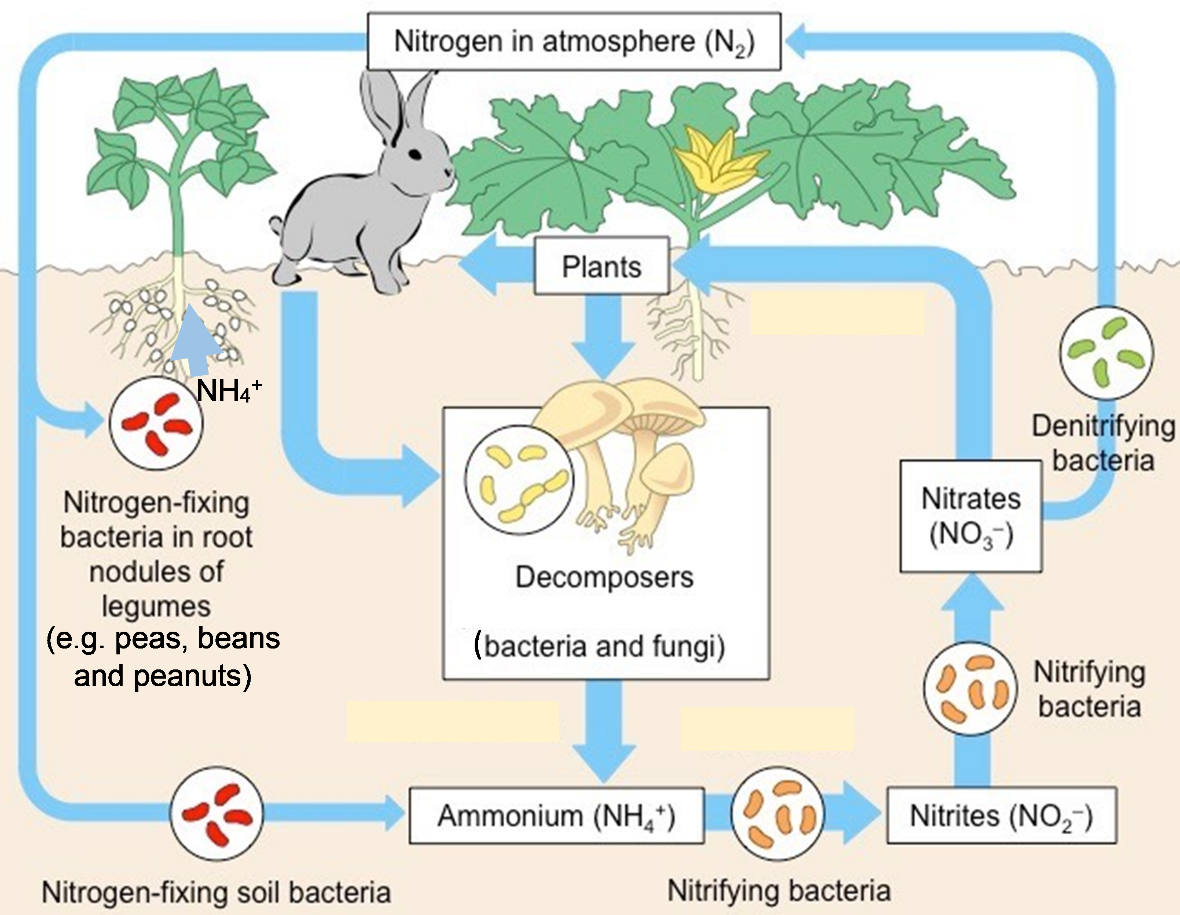 Nitrogen in atmosphere (N₂)
Plants
NH₄⁺
Nitrogen-fixing
bacteria in root
nodules of
legumes
(e.g. peas, beans
and peanuts)
Decomposers
(bacteria and fungi)
Denitrifying
bacteria
Nitrates
(NO₃⁻)
Nitrifying
bacteria
Ammonium (NH₄⁺)
Nitrites (NO₂⁻)
Nitrogen-fixing soil bacteria
Nitrifying bacteria